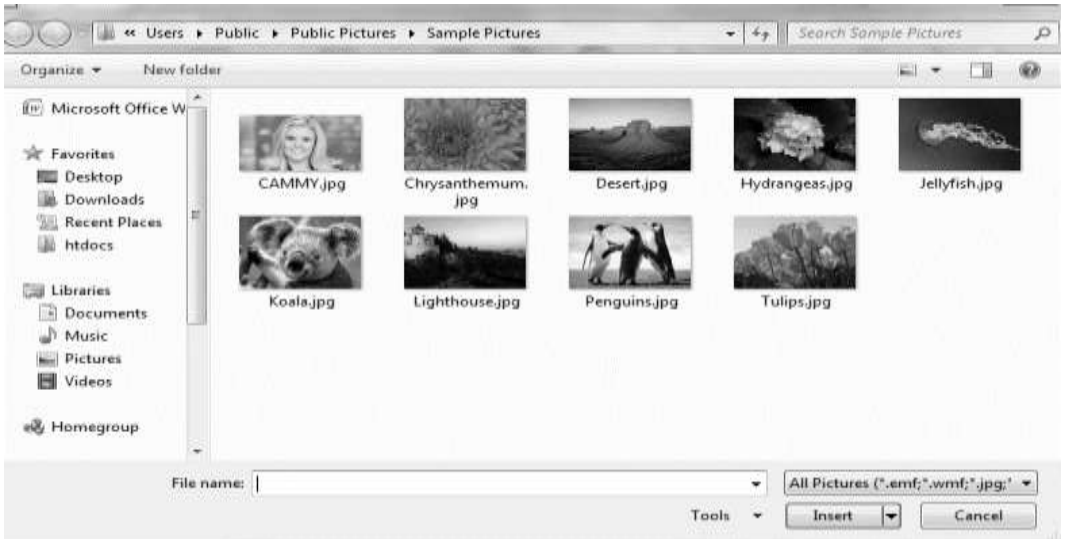 « Users ▸ Public ▸ Public Pictures ▸ Sample Pictures
Search Sample Pictures
Organize
New folder
Microsoft Office W
Favorites
Desktop
Downloads
Recent Places
htdocs
Libraries
Documents
Music
Pictures
Videos
Homegroup
CAMMY.jpg
Chrysanthemum.
jpg
Desert.jpg
Hydrangeas.jpg
Jellyfish.jpg
Koala.jpg
Lighthouse.jpg
Penguins.jpg
Tulips.jpg
File name:
All Pictures (*.emf;*.wmf;*.jpg;*
Tools
Insert
Cancel